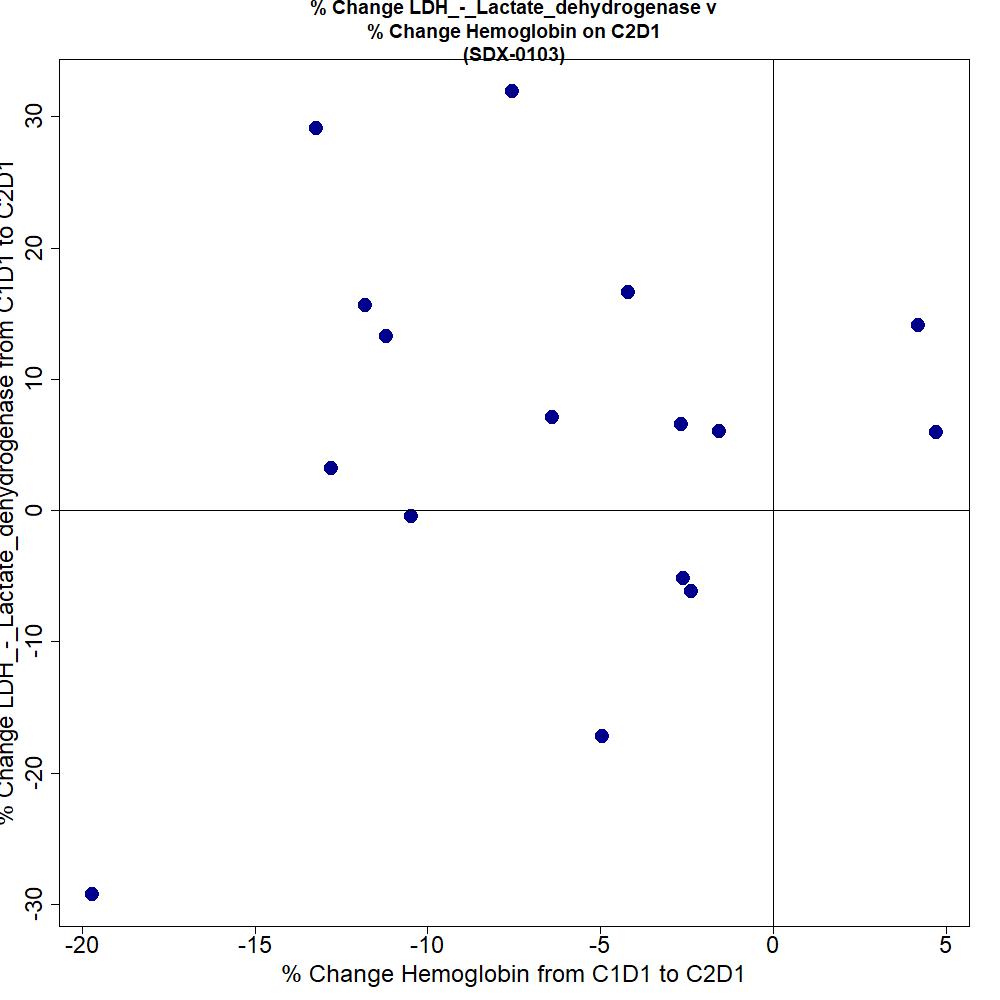 % Change LDH_-_Lactate_dehydrogenase v
% Change Hemoglobin on C2D1
(SDX-0103)
% Change LDH_-_Lactate_dehydrogenase from C1D1 to C2D1
30
20
10
0
-10
-20
-30
-20
-15
-10
-5
0
5
% Change Hemoglobin from C1D1 to C2D1